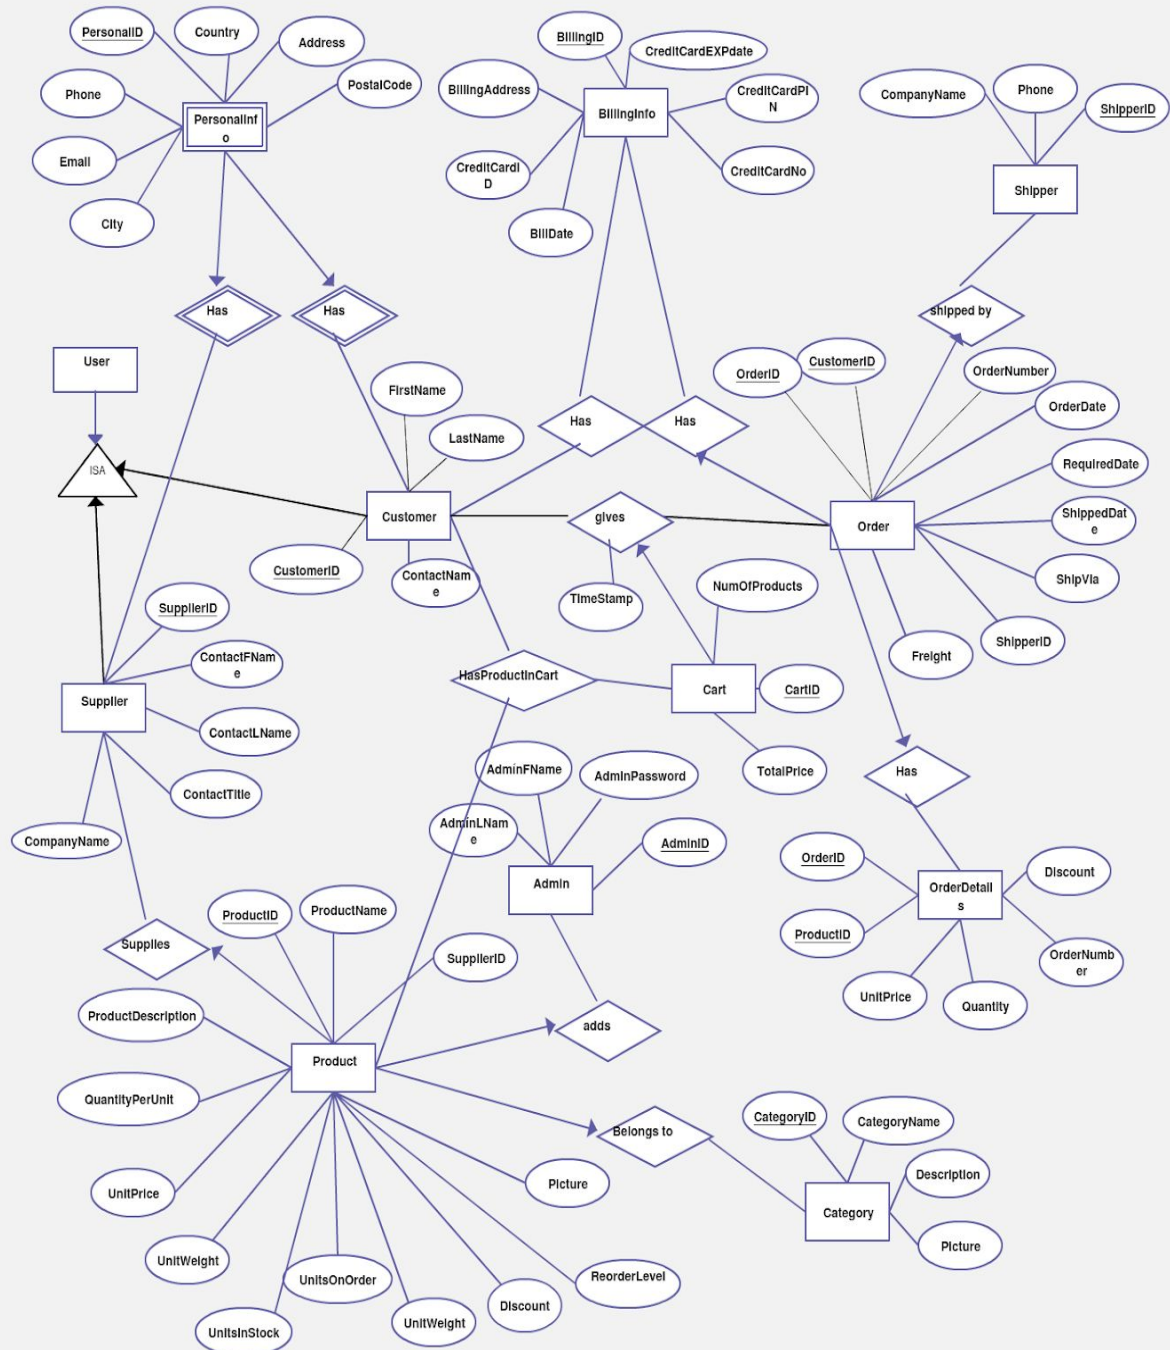 PersonalID
Country
Address
Phone
PostalCode
PersonalInf
o
Email
City
BillingID
CreditCardEXPdate
BillingAddress
CreditCardPI
N
BillingInfo
CreditCardI
D
CreditCardNo
BillDate
CompanyName
Phone
ShipperID
Shipper
Has
Has
shipped by
User
ISA
FirstName
LastName
Has
Has
OrderID
CustomerID
OrderNumber
OrderDate
RequiredDate
ShippedDat
e
ShipVia
ShipperID
Freight
Order
Customer
gives
CustomerID
ContactNam
e
TimeStamp
NumOfProducts
SupplierID
ContactFNam
e
HasProductInCart
Cart
CartID
Supplier
ContactLName
ContactTitle
CompanyName
TotalPrice
Has
AdminFName
AdminPassword
AdminLNam
e
AdminID
Admin
OrderID
Discount
OrderDetail
s
ProductID
OrderNumb
er
UnitPrice
Quantity
Supplies
ProductID
ProductName
SupplierID
ProductDescription
adds
Product
QuantityPerUnit
Belongs to
CategoryID
CategoryName
Description
Category
Picture
UnitPrice
Picture
UnitWeight
UnitsOnOrder
ReorderLevel
UnitsInStock
UnitWeight
Discount